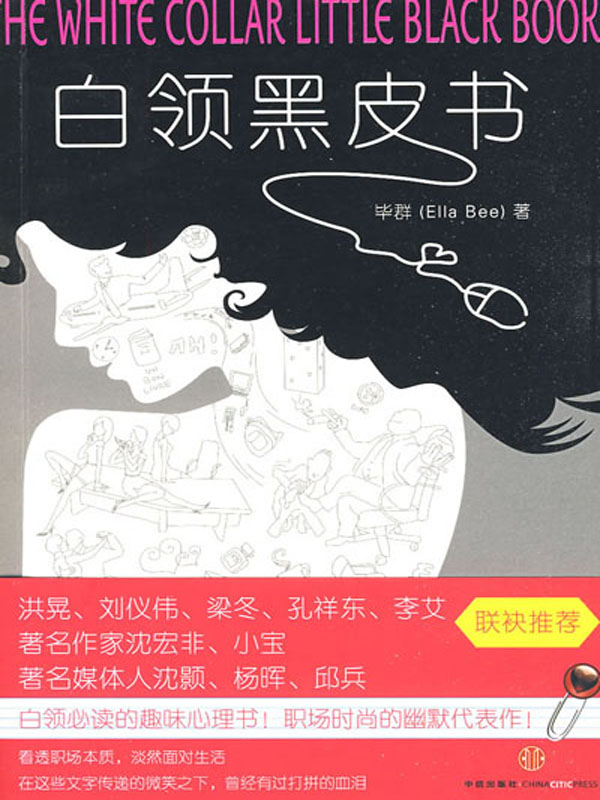 THE WHITE COLLAR LITTLE BLACK BOOK
白领黑皮书
毕群 (Ella Bee) 著
AH!
UN
BON
LIVRE
洪晃、刘仪伟、梁冬、孔祥东、李艾
著名作家沈宏非、小宝
著名媒体人沈颢、杨晖、邱兵
联袂推荐
白领必读的趣味心理书！职场时尚的幽默代表作！
看透职场本质，淡然面对生活
在这些文字传递的微笑之下，曾经有过打拼的血泪
中信出版社 CHINACITICPRESS